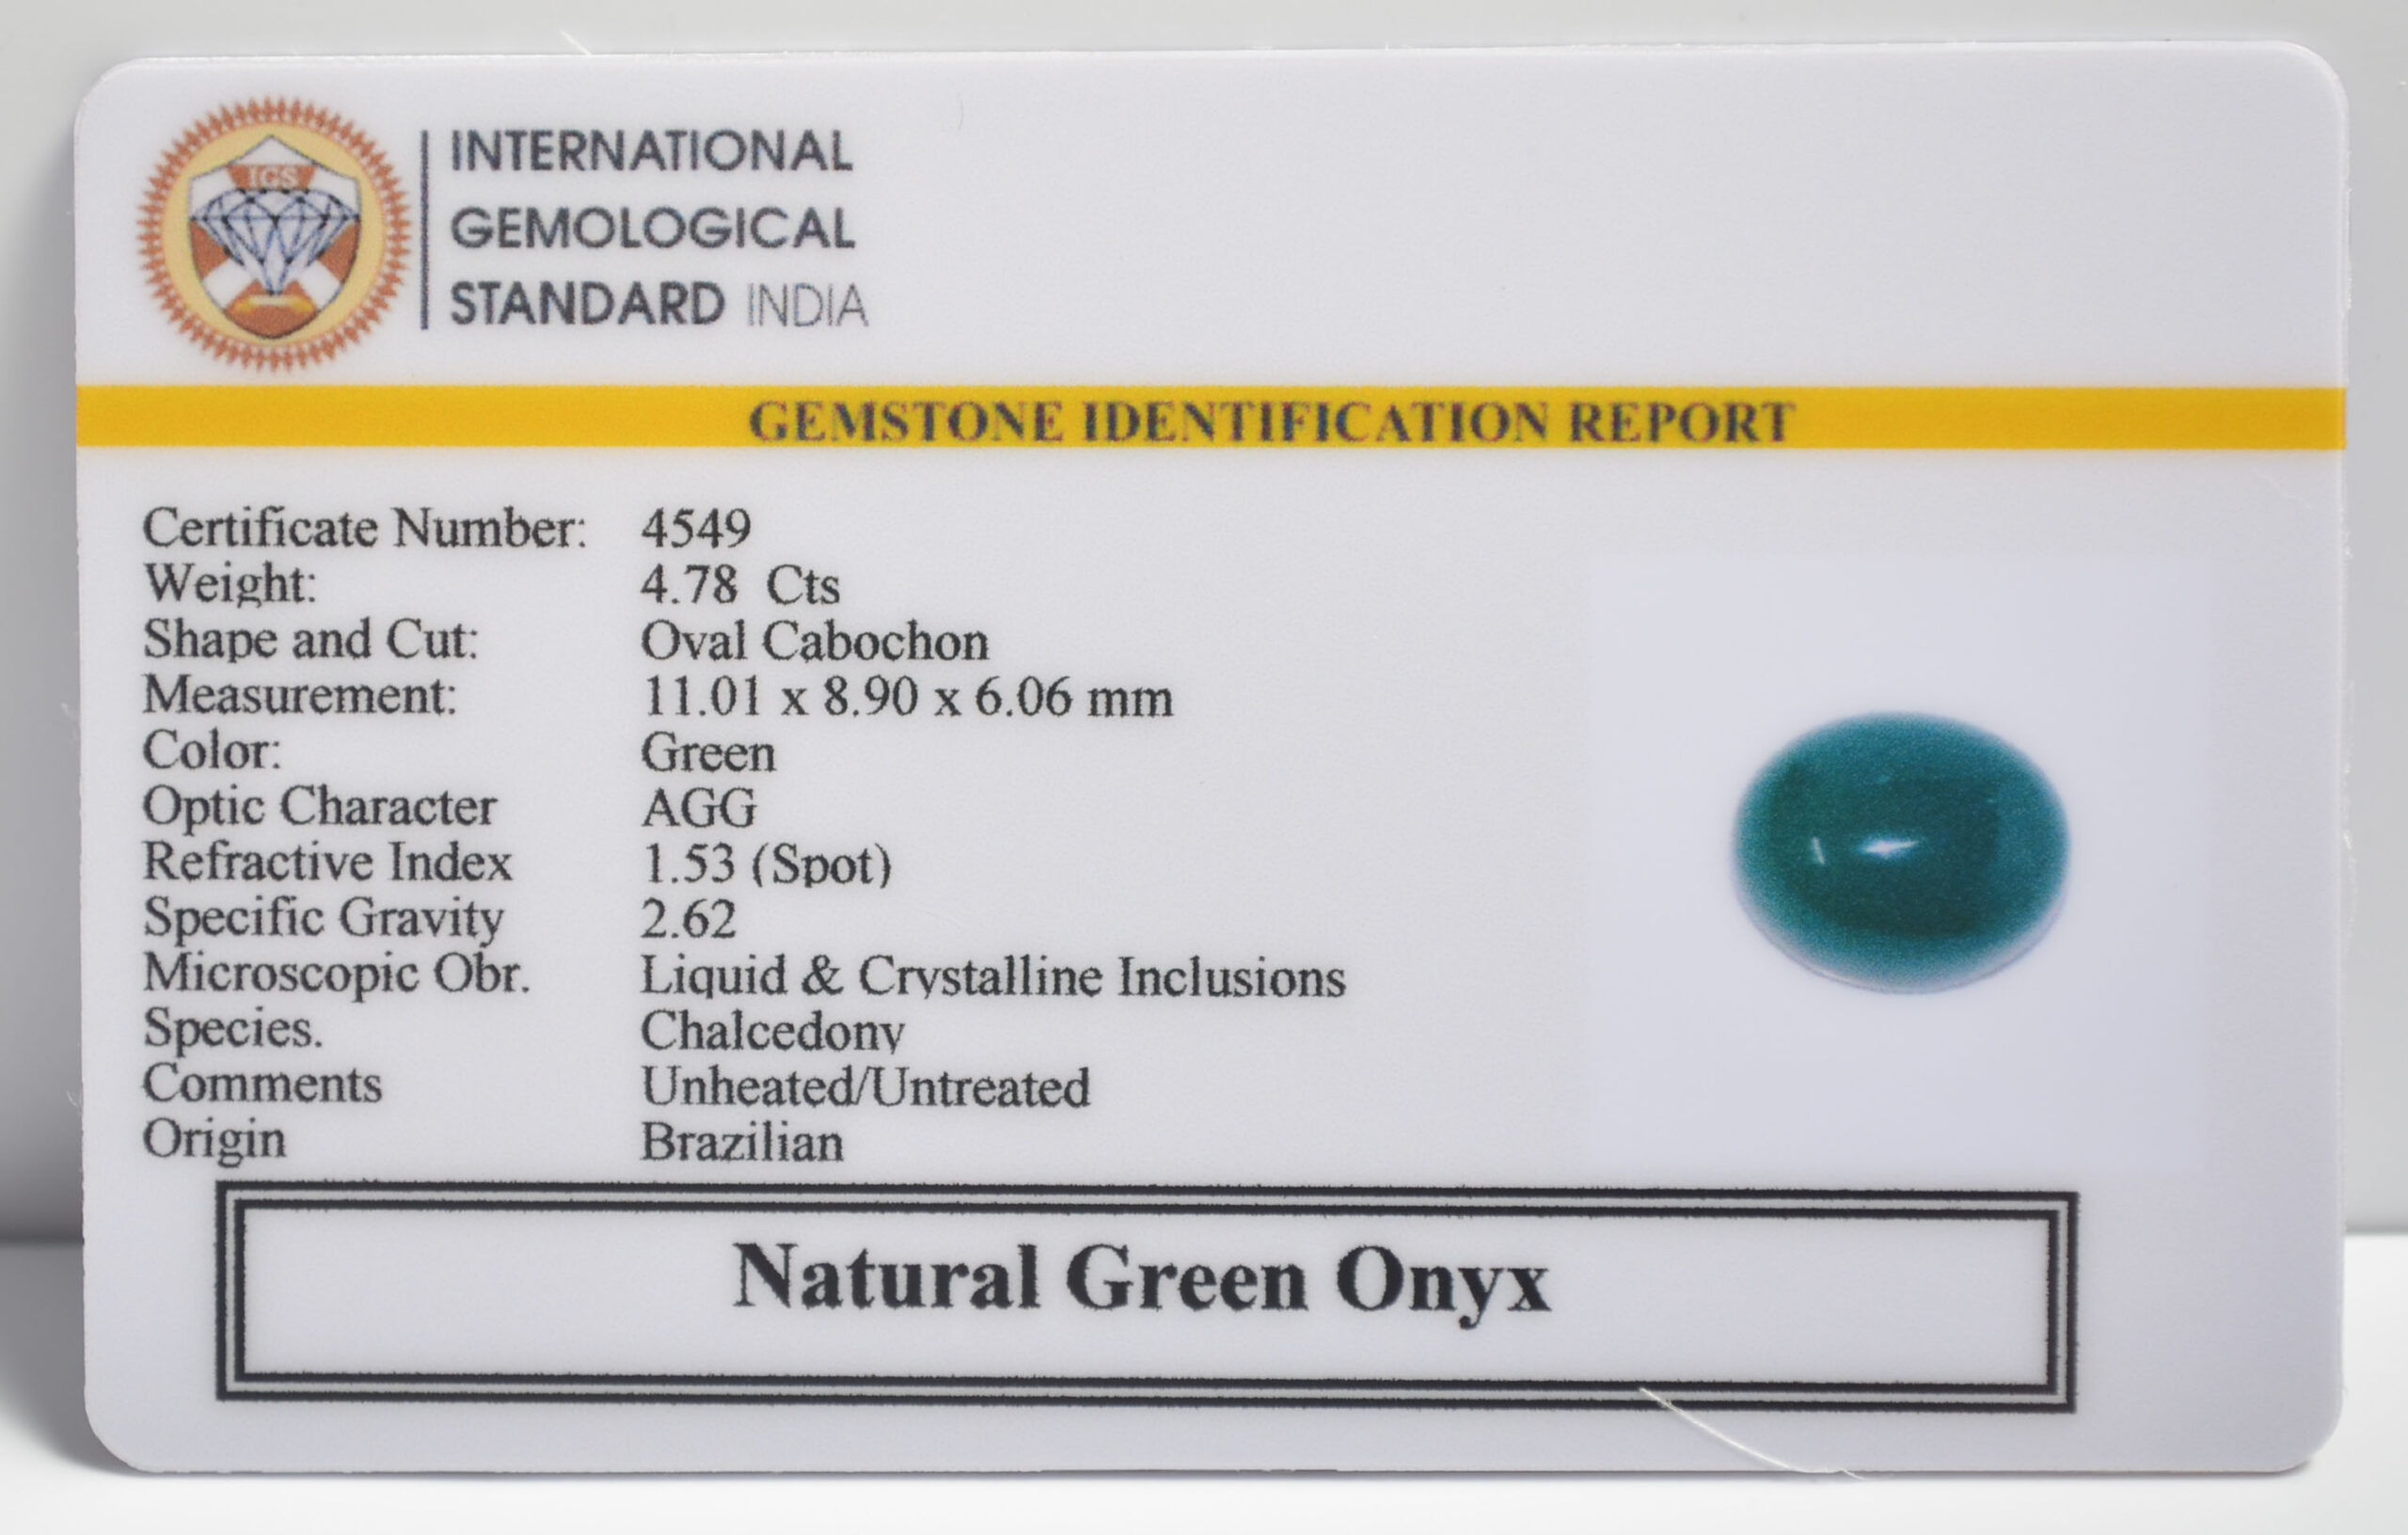 IGS
INTERNATIONAL
GEMOLOGICAL
STANDARD INDIA
GEMSTONE IDENTIFICATION REPORT
Certificate Number: 4549
Weight: 4.78 Cts
Shape and Cut: Oval Cabochon
Measurement: 11.01 x 8.90 x 6.06 mm
Color: Green
Optic Character AGG
Refractive Index 1.53 (Spot)
Specific Gravity 2.62
Microscopic Obr. Liquid & Crystalline Inclusions
Species. Chalcedony
Comments Unheated/Untreated
Origin Brazilian
Natural Green Onyx